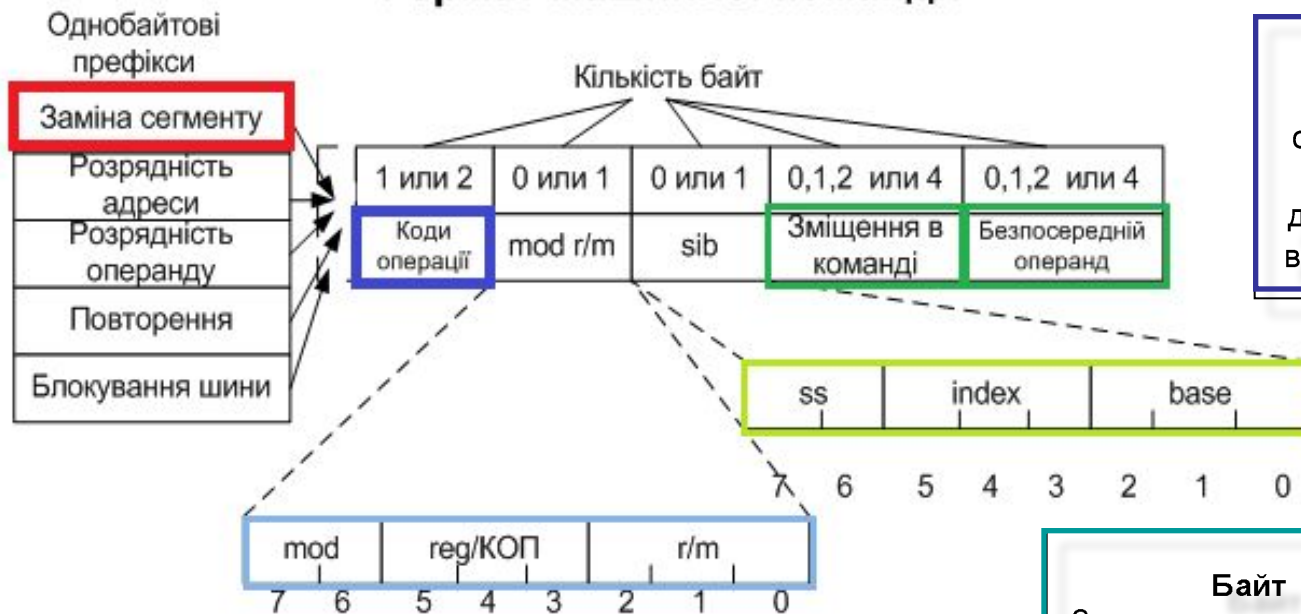 Однобайтові
префікси
Заміна сегменту
Розрядність
адреси
Розрядність
операнду
Повторення
Блокування шини
Кількість байт
1 или 2 0 или 1 0 или 1 0,1,2 или 4 0,1,2 или 4
Коди
операції
mod r/m
sib
Зміщення в
команді
Безпосередній
операнд
ss index base
7 6 5 4 3 2 1 0
mod reg/КОП r/m
7 6 5 4 3 2 1 0
Байт